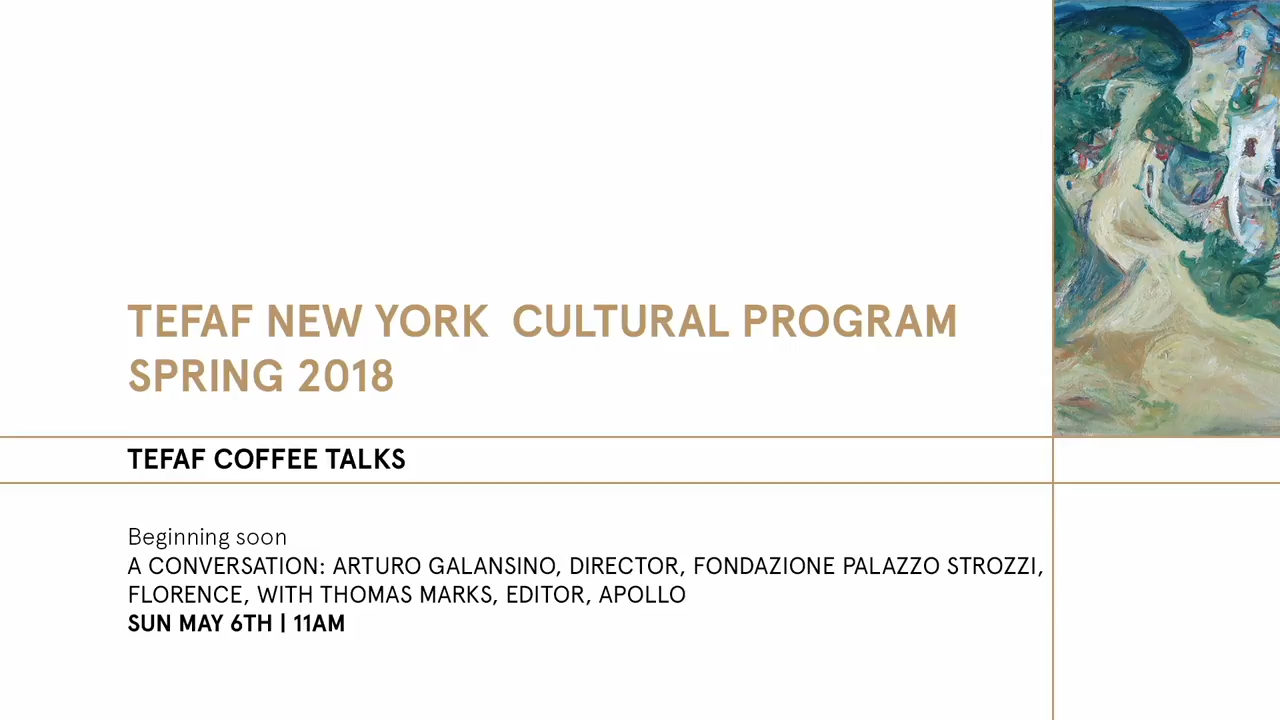 TEFAF NEW YORK CULTURAL PROGRAM
SPRING 2018
TEFAF COFFEE TALKS
Beginning soon
A CONVERSATION: ARTURO GALANSINO, DIRECTOR, FONDAZIONE PALAZZO STROZZI,
FLORENCE, WITH THOMAS MARKS, EDITOR, APOLLO
SUN MAY 6TH | 11AM